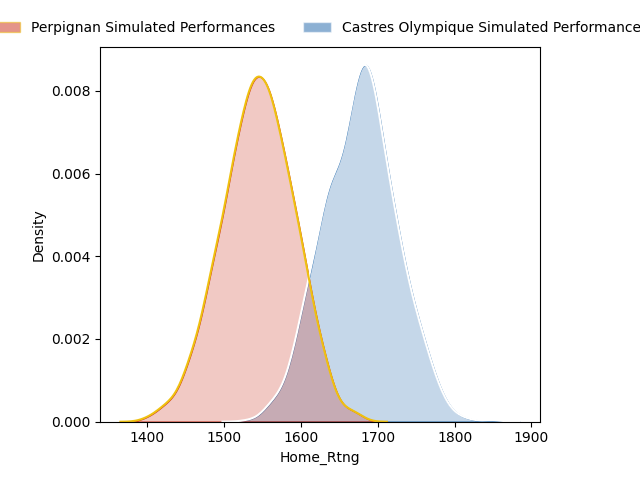 Perpignan Simulated Performances Castres Olympique Simulated Performance
0.008
0.006
0.004
0.002
0.000
Density
1400 1500 1600 1700 1800 1900
Home_Rtng